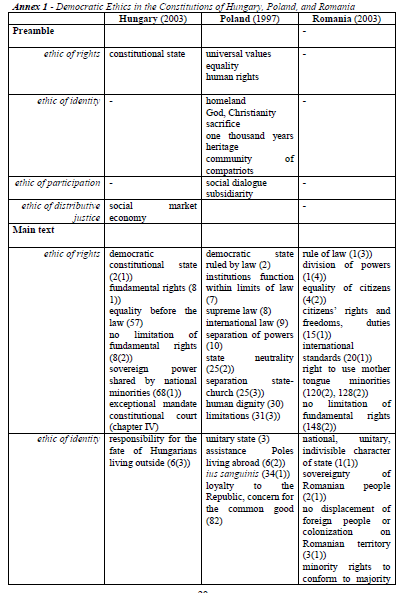 Annex 1 - Democratic Ethics in the Constitutions of Hungary, Poland, and Romania
Hungary (2003) Poland (1997) Romania (2003)
Preamble -
ethic of rights constitutional state universal values -
equality
human rights
ethic of identity - homeland -
God, Christianity
sacrifice
one thousand years
heritage
community of
compatriots
ethic of participation - social dialogue -
subsidiarity
ethic of distributive social market -
justice economy
Main text
ethic of rights democratic democratic state rule of law (1(3))
constitutional state ruled by law (2) division of powers
(2(1)) institutions function (1(4))
fundamental rights (8 within limits of law equality of citizens
1)) (7) (4(2))
equality before the supreme law (8) citizens' rights and
law (57) international law (9) freedoms, duties
no limitation of separation of powers (15(1))
fundamental rights (10) international
(8(2)) state neutrality standards (20(1))
sovereign power (25(2)) right to use mother
shared by national separation state- tongue minorities
minorities (68(1)) church (25(3)) (120(2), 128(2))
exceptional mandate human dignity (30) no limitation of
constitutional court limitations (31(3)) fundamental rights
(chapter IV) (148(2))
ethic of identity responsibility for the unitary state (3) national, unitary,
fate of Hungarians assistance Poles indivisible character
living outside (6(3)) living abroad (6(2)) of state (1(1))
ius sanguinis (34(1)) sovereignty of
loyalty to the Romanian people
Republic, concern for (2(1))
the common good no displacement of
(82) foreign people or
colonization on
Romanian territory
(3(1))
minority rights to
conform to majority